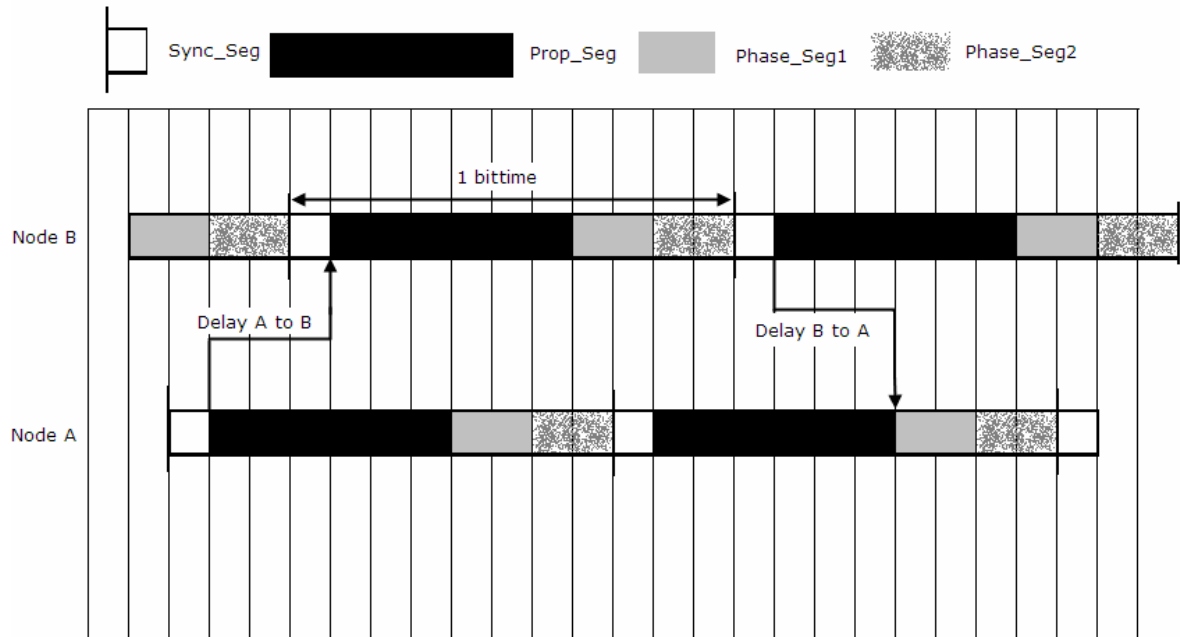 Sync_Seg
Prop_Seg
Phase_Seg1
Phase_Seg2
1 bittime
Node B
Delay A to B
Delay B to A
Node A